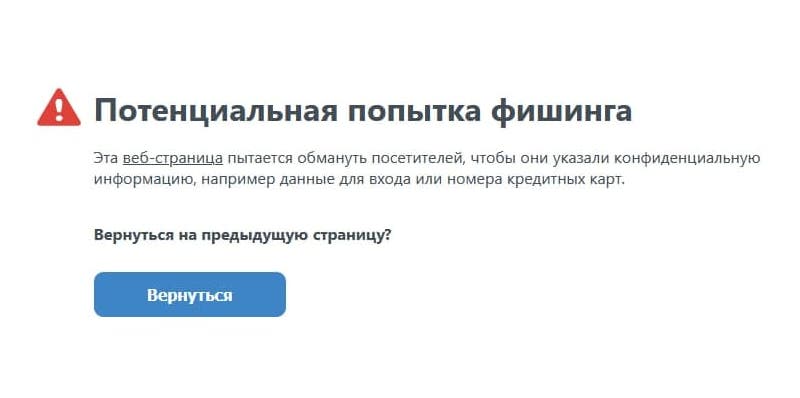 Потенциальная попытка фишинга
Эта веб-страница пытается обмануть посетителей, чтобы они указали конфиденциальную
информацию, например данные для входа или номера кредитных карт.
Вернуться на предыдущую страницу?
Вернуться